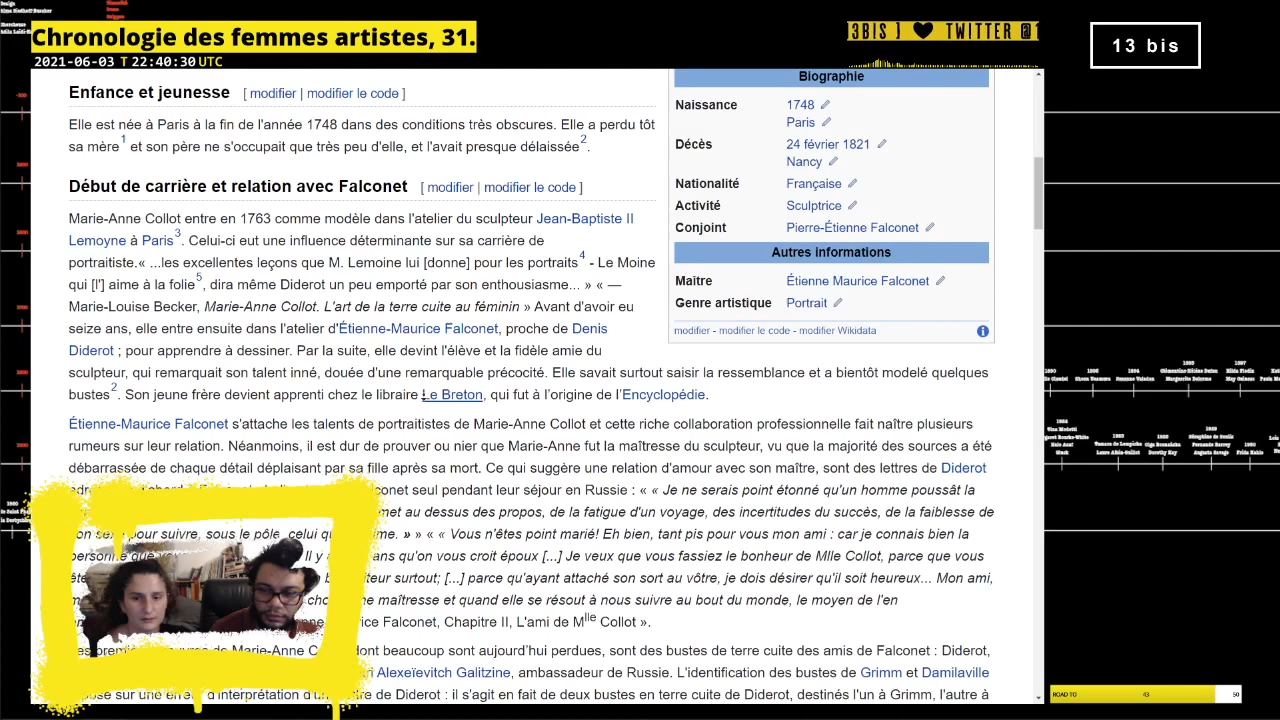 Chronologie des femmes artistes, 31.
2021-06-03 T 22:40:30 UTC
3BIS ] TWITTER @
13 bis
Enfance et jeunesse [ modifier | modifier le code ]
Elle est née à Paris à la fin de l'année 1748 dans des conditions très obscures. Elle a perdu tôt
sa mère1 et son père ne s'occupait que très peu d'elle, et l'avait presque délaissée2.
Début de carrière et relation avec Falconet [ modifier | modifier le code ]
Marie-Anne Collot entre en 1763 comme modèle dans l'atelier du sculpteur Jean-Baptiste II
Lemoyne à Paris3. Celui-ci eut une influence déterminante sur sa carrière de
portraitiste.« ...les excellentes leçons que M. Lemoine lui [donne] pour les portraits4 - Le Moine
qui [l'] aime à la folie5, dira même Diderot un peu emporté par son enthousiasme... » « —
Marie-Louise Becker, Marie-Anne Collot. L'art de la terre cuite au féminin » Avant d'avoir eu
seize ans, elle entre ensuite dans l'atelier d'Étienne-Maurice Falconet, proche de Denis
Diderot ; pour apprendre à dessiner. Par la suite, elle devint l'élève et la fidèle amie du
sculpteur, qui remarquait son talent inné, douée d'une remarquable précocité. Elle savait surtout saisir la ressemblance et a bientôt modelé quelques
bustes2. Son jeune frère devient apprenti chez le libraire Le Breton, qui fut à l'origine de l'Encyclopédie.
Étienne-Maurice Falconet s'attache les talents de portraitistes de Marie-Anne Collot et cette riche collaboration professionnelle fait naître plusieurs
rumeurs sur leur relation. Néanmoins, il est dur de prouver ou nier que Marie-Anne fut la maîtresse du sculpteur, vu que la majorité des sources a été
débarrassée de chaque détail déplaisant par sa fille après sa mort. Ce qui suggère une relation d'amour avec son maître, sont des lettres de Diderot
seul pendant leur séjour en Russie : « « Je ne serais point étonné qu'un homme poussât la
au dessus des propos, de la fatigue d'un voyage, des incertitudes du succès, de la faiblesse de
son sexe pour suivre, sous le pôle, celui » » « « Vous n'êtes point marié! Eh bien, tant pis pour vous mon ami : car je connais bien la
personne que Il y a ans qu'on vous croit époux [...] Je veux que vous fassiez le bonheur de Mlle Collot, parce que vous
surtout; [...] parce qu'ayant attaché son sort au vôtre, je dois désirer qu'il soit heureux... Mon ami,
maîtresse et quand elle se résout à nous suivre au bout du monde, le moyen de l'en
Falconet, Chapitre II, L'ami de Mlle Collot ».
de Marie-Anne dont beaucoup sont aujourd'hui perdues, sont des bustes de terre cuite des amis de Falconet : Diderot,
Alexeïevitch Galitzine, ambassadeur de Russie. L'identification des bustes de Grimm et Damilaville
sur une d'interprétation de Diderot : il s'agit en fait de deux bustes en terre cuite de Diderot, destinés l'un à Grimm, l'autre à
Biographie
Naissance 1748
Paris
Décès 24 février 1821
Nancy
Nationalité Française
Activité Sculptrice
Conjoint Pierre-Étienne Falconet
Autres informations
Maître Étienne Maurice Falconet
Genre artistique Portrait
modifier - modifier le code - modifier Wikidata
ROAD TO 43 50